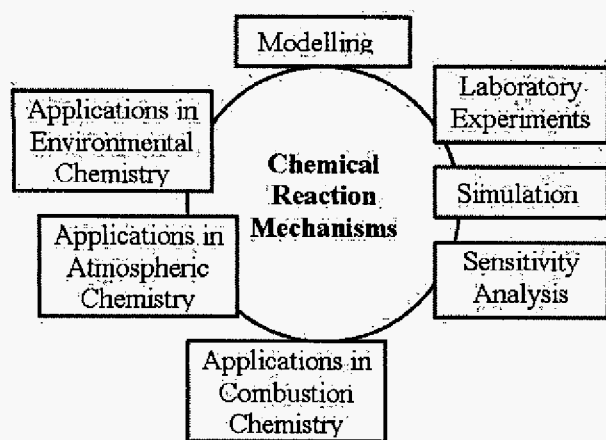 Modelling
Laboratory
Experiments
Applications in
Environmental
Chemistry
Chemical
Reaction
Mechanisms
Simulation
Applications in
Atmospheric
Chemistry
Sensitivity
Analysis
Applications in
Combustion
Chemistry